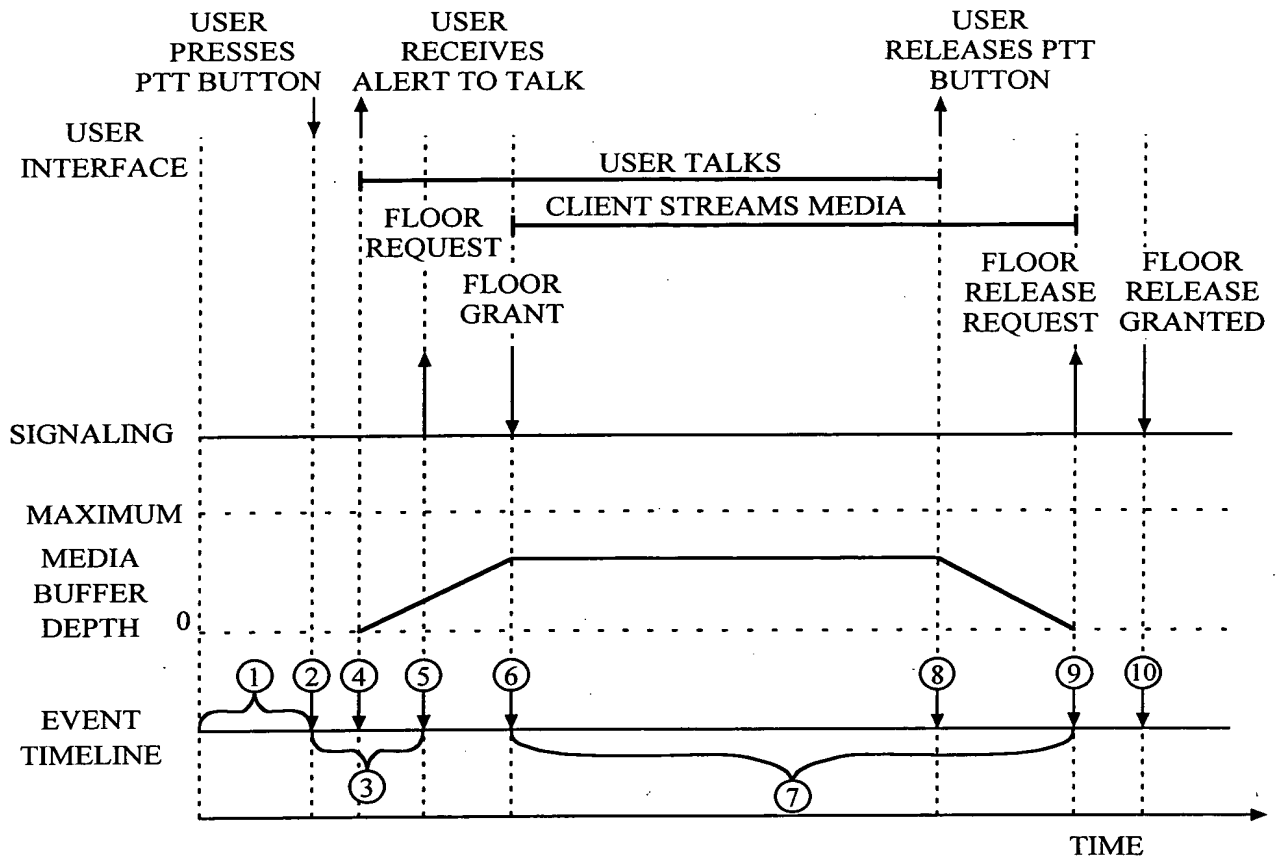 USER
PRESSES
PTT BUTTON
USER
RECEIVES
ALERT TO TALK
USER
RELEASES PTT
BUTTON
USER
INTERFACE
USER TALKS
CLIENT STREAMS MEDIA
FLOOR
REQUEST
FLOOR
GRANT
FLOOR
RELEASE
REQUEST
FLOOR
RELEASE
GRANTED
SIGNALING
MAXIMUM
MEDIA
BUFFER
DEPTH
0
1
2
4
5
6
8
9
10
EVENT
TIMELINE
3
7
TIME